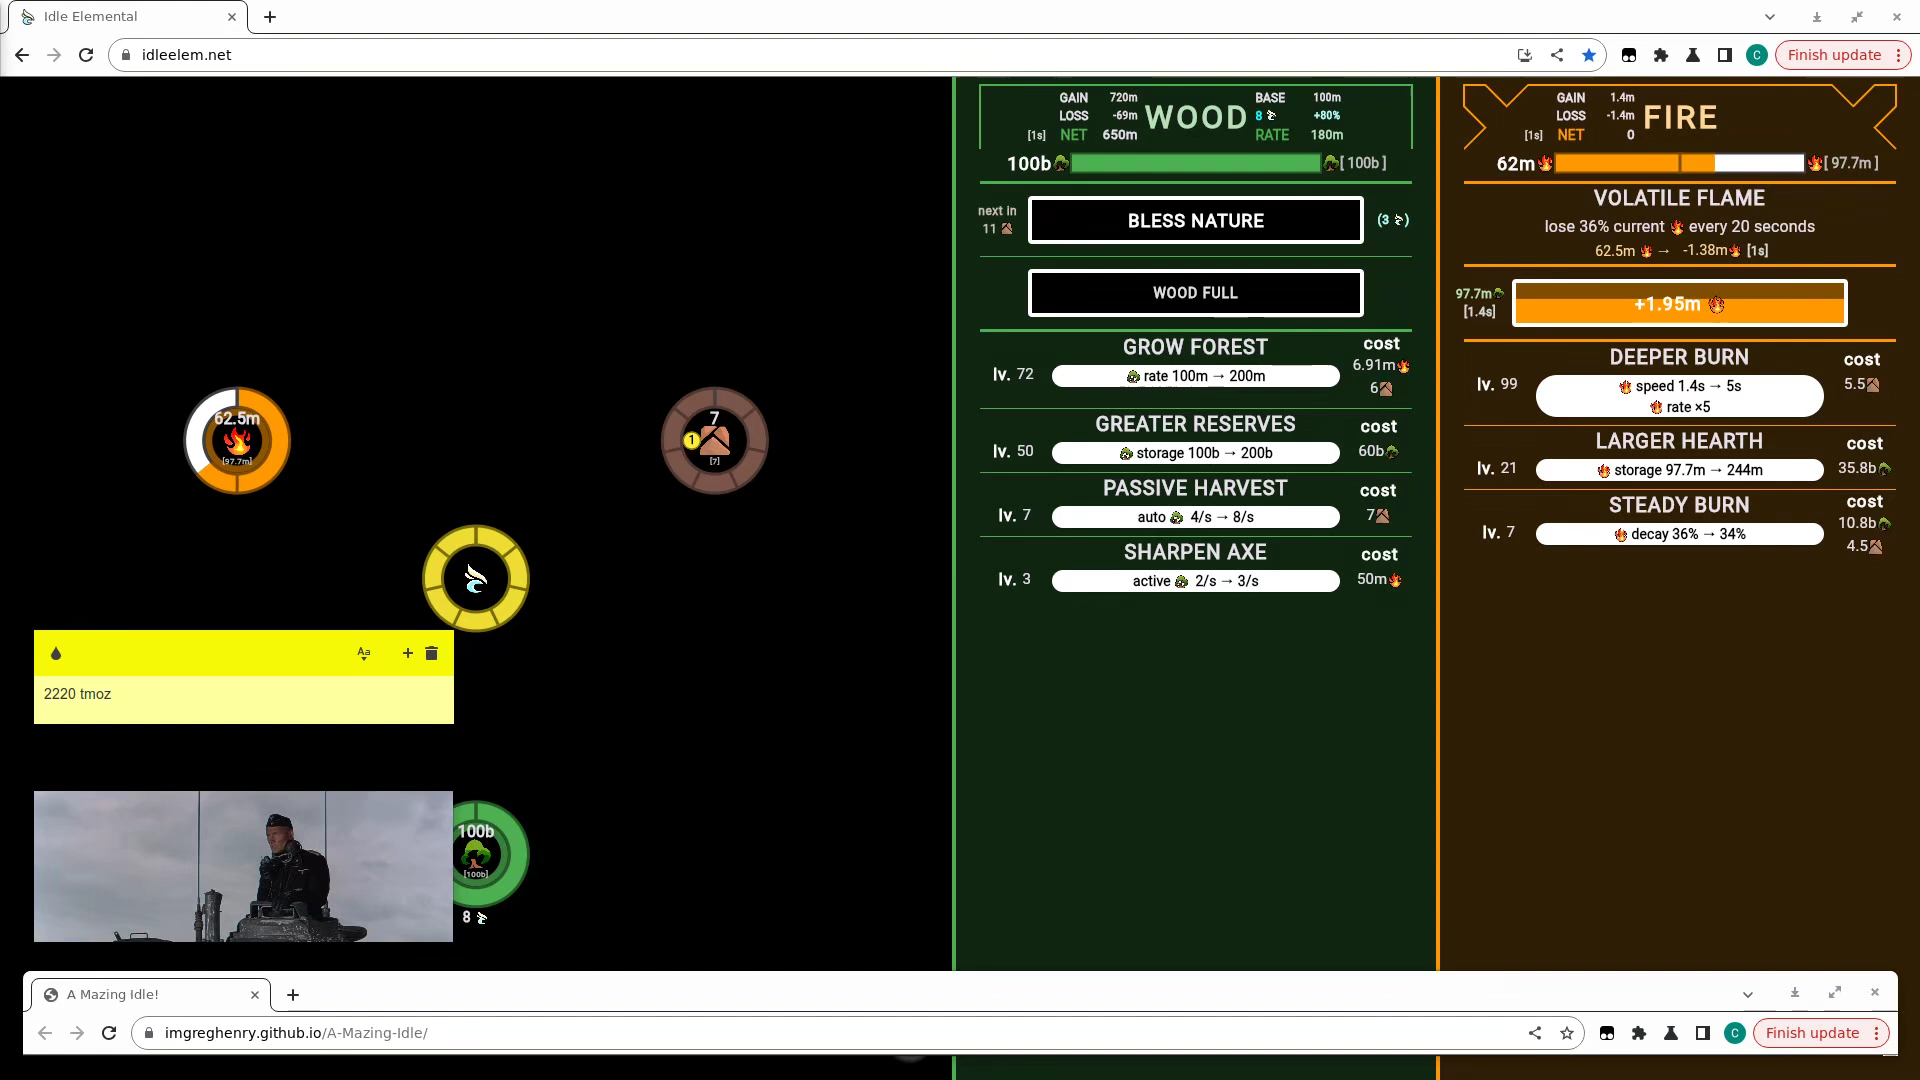 Idle Elemental
idleelem.net
Finish update
GAIN 720m
LOSS -69m
[1s] NET 650m
WOOD
BASE 100m
8 +80%
RATE 180m
100b [ 100b ]
next in
11
BLESS NATURE
(3 )
WOOD FULL
GROW FOREST
lv. 72
rate 100m → 200m
cost
6.91m
6
GREATER RESERVES
lv. 50
storage 100b → 200b
cost
60b
PASSIVE HARVEST
lv. 7
auto 4/s → 8/s
cost
7
SHARPEN AXE
lv. 3
active 2/s → 3/s
cost
50m
GAIN 1.4m
LOSS -1.4m
[1s] NET 0
FIRE
62m [ 97.7m ]
VOLATILE FLAME
lose 36% current every 20 seconds
62.5m → -1.38m [1s]
97.7m
[1.4s]
+1.95m
DEEPER BURN
lv. 99
speed 1.4s → 5s
rate ×5
cost
5.5
LARGER HEARTH
lv. 21
storage 97.7m → 244m
cost
35.8b
STEADY BURN
lv. 7
decay 36% → 34%
cost
10.8b
4.5
62.5m
[97.7m]
7
1
[7]
Aa
2220 tmoz
100b
[100b]
8
A Mazing Idle!
imgreghenry.github.io/A-Mazing-Idle/
C
Finish update